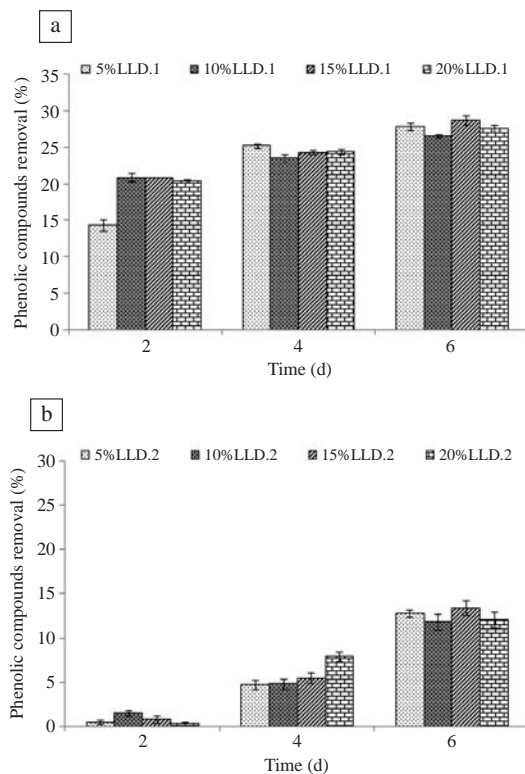 a
5%LLD.1 10%LLD.1 15%LLD.1 20%LLD.1
Phenolic compounds removal (%)
35
30
25
20
15
10
5
0
2 4 6
Time (d)
b
5%LLD.2 10%LLD.2 15%LLD.2 20%LLD.2
Phenolic compounds removal (%)
30
25
20
15
10
5
0
2 4 6
Time (d)